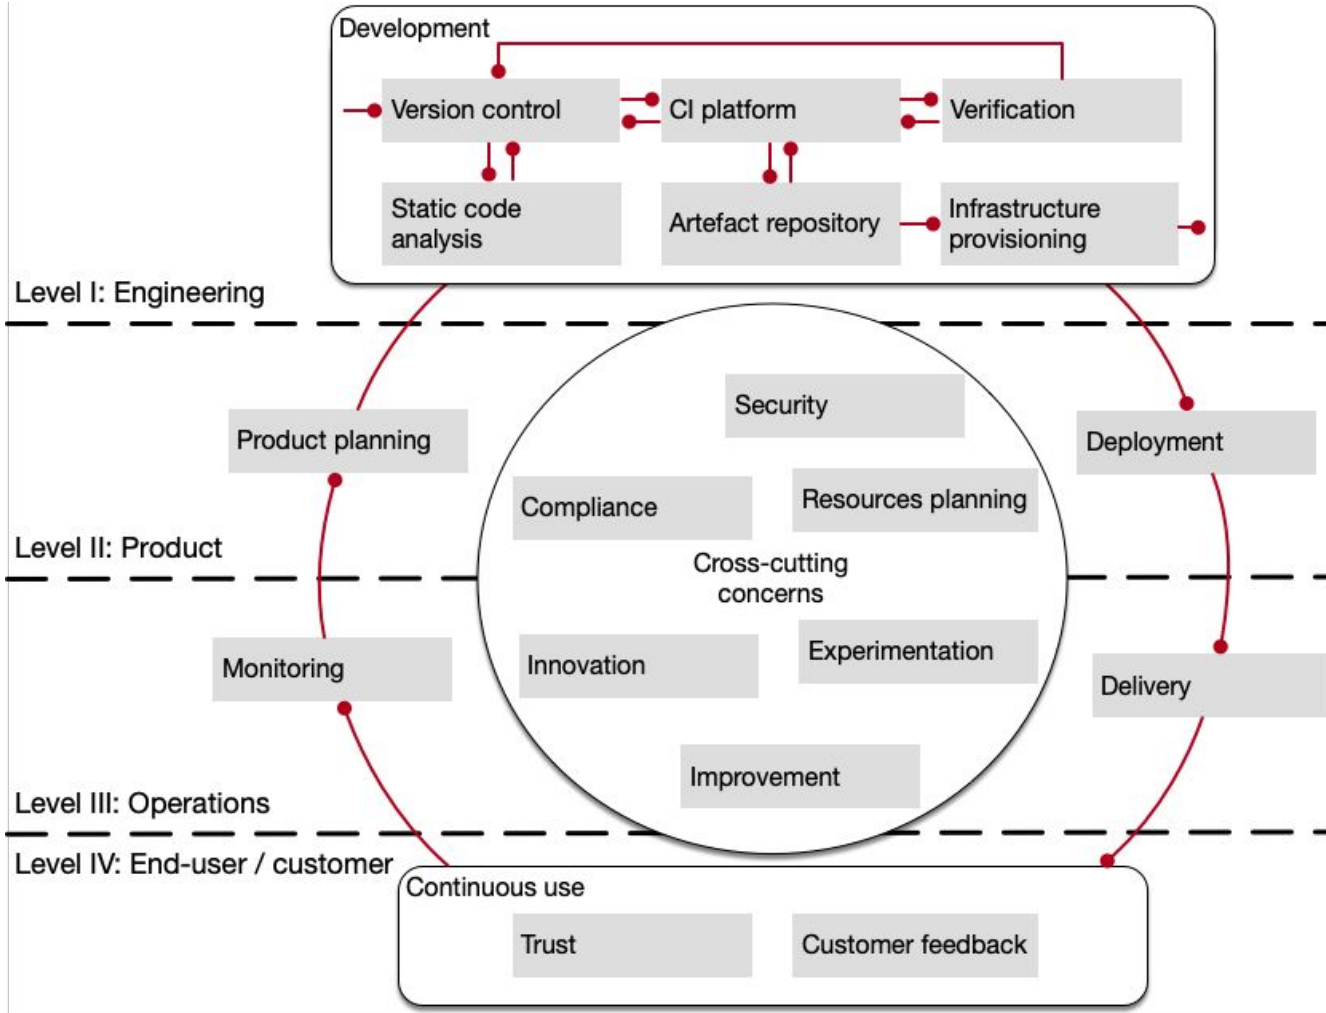 Development
Version control
CI platform
Verification
Static code
analysis
Artefact repository
Infrastructure
provisioning
Level I: Engineering
Security
Product planning
Deployment
Compliance
Resources planning
Level II: Product
Cross-cutting
concerns
Monitoring
Innovation
Experimentation
Delivery
Improvement
Level III: Operations
Level IV: End-user / customer
Continuous use
Trust
Customer feedback